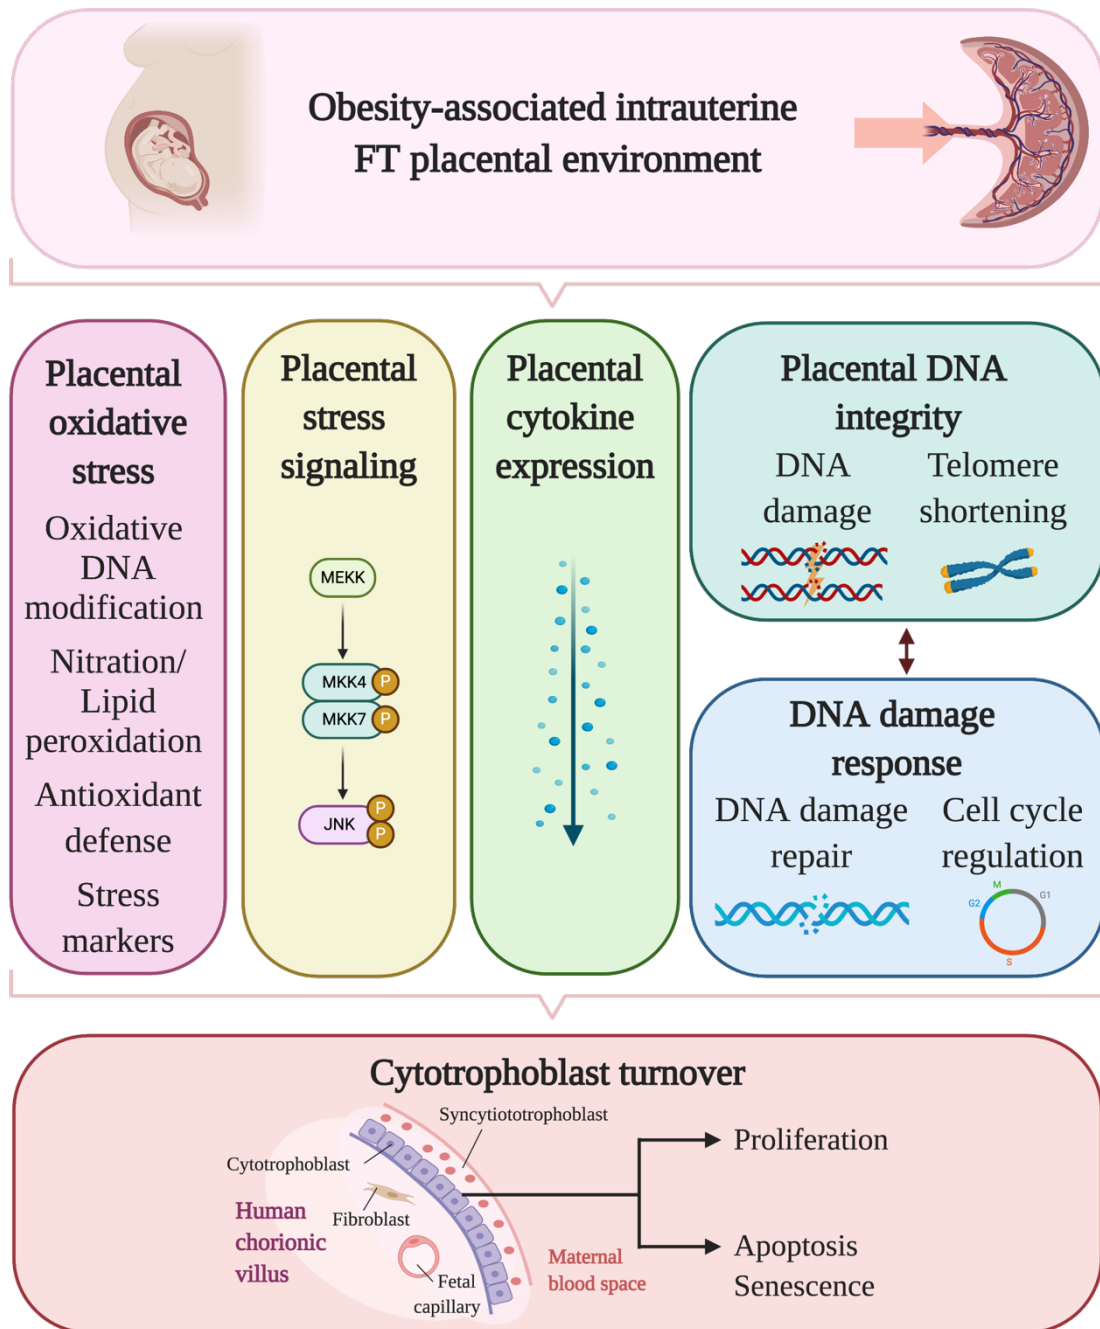 Obesity-associated intrauterine
FT placental environment
Placental
oxidative
stress
Oxidative
DNA
modification
Nitration/
Lipid
peroxidation
Antioxidant
defense
Stress
markers
Placental
stress
signaling
MEKK
MKK4
P
MKK7
P
JNK
P
P
Placental
cytokine
expression
Placental DNA
integrity
DNA
damage
Telomere
shortening
DNA damage
response
DNA damage
repair
Cell cycle
regulation
M
G1
G2
S
Cytotrophoblast turnover
Syncytiototrophoblast
Cytotrophoblast
Fibroblast
Human
chorionic
villus
Fetal
capillary
Maternal
blood space
Proliferation
Apoptosis
Senescence